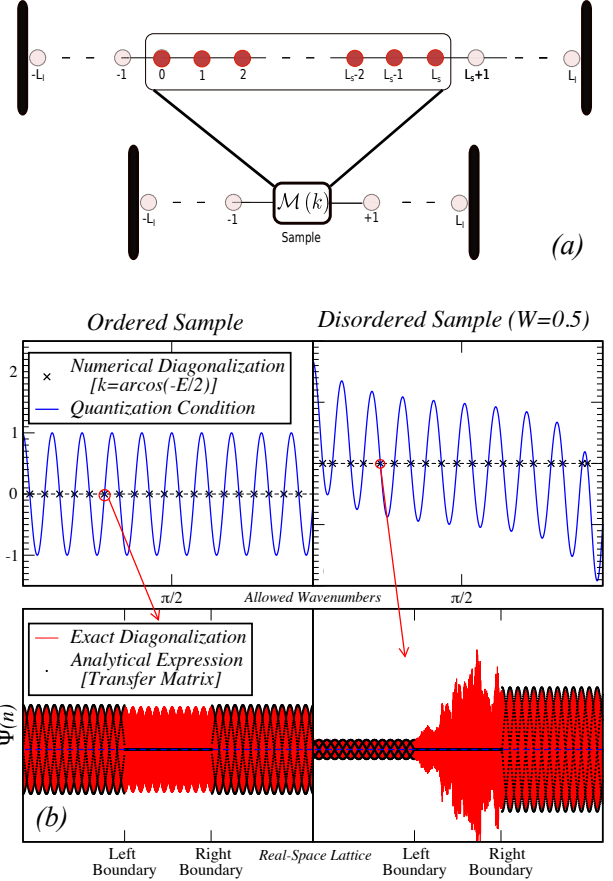 -L_l -1 0 1 2 L_s-2 L_s-1 L_s L_s+1 L_l
M(k)
-L_l -1 +1 L_l
Sample
(a)
Ordered Sample Disordered Sample (W=0.5)
2
Numerical Diagonalization
[k=arcos(-E/2)]
Quantization Condition
1
0
-1
π/2 Allowed Wavenumbers π/2
Exact Diagonalization
Analytical Expression
[Transfer Matrix]
Ψ(n)
(b)
Left Boundary Right Boundary Real-Space Lattice Left Boundary Right Boundary